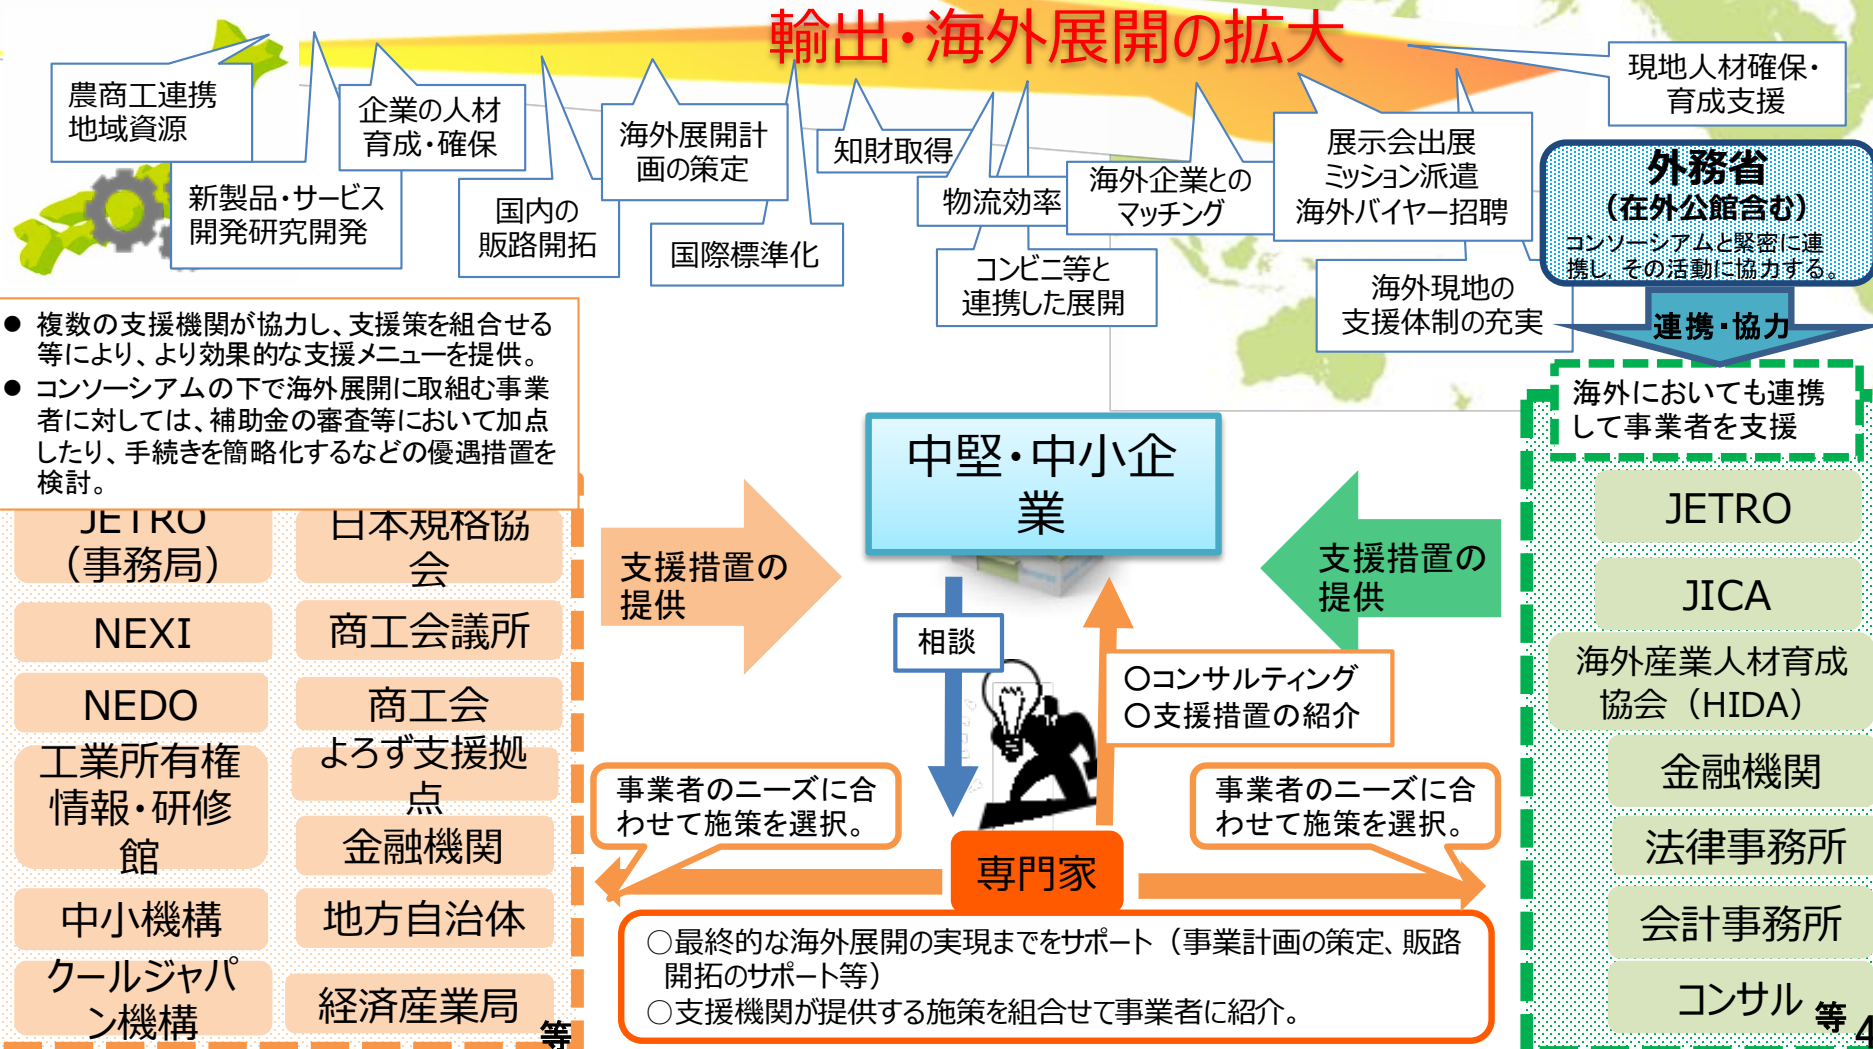 輸出・海外展開の拡大
農商工連携
地域資源
新製品・サービス
開発研究開発
企業の人材
育成・確保
国内の
販路開拓
海外展開計
画の策定
国際標準化
知財取得
物流効率
コンビニ等と
連携した展開
海外企業との
マッチング
展示会出展
ミッション派遣
海外バイヤー招聘
海外現地の
支援体制の充実
現地人材確保・
育成支援
外務省
（在外公館含む）
コンソーシアムと緊密に連
携し、その活動に協力する。
連携・協力
● 複数の支援機関が協力し、支援策を組合せる
等により、より効果的な支援メニューを提供。
● コンソーシアムの下で海外展開に取組む事業
者に対しては、補助金の審査等において加点
したり、手続きを簡略化するなどの優遇措置を
検討。
JETRO
（事務局）
NEXI
NEDO
工業所有権
情報・研修
館
中小機構
クールジャパ
ン機構
日本規格協
会
商工会議所
商工会
よろず支援拠
点
金融機関
地方自治体
経済産業局
等
支援措置の
提供
中堅・中小企
業
相談
○コンサルティング
○支援措置の紹介
支援措置の
提供
事業者のニーズに合
わせて施策を選択。
専門家
事業者のニーズに合
わせて施策を選択。
○最終的な海外展開の実現までをサポート（事業計画の策定、販路
開拓のサポート等）
○支援機関が提供する施策を組合せて事業者に紹介。
海外においても連携
して事業者を支援
JETRO
JICA
海外産業人材育成
協会（HIDA）
金融機関
法律事務所
会計事務所
コンサル
等
4